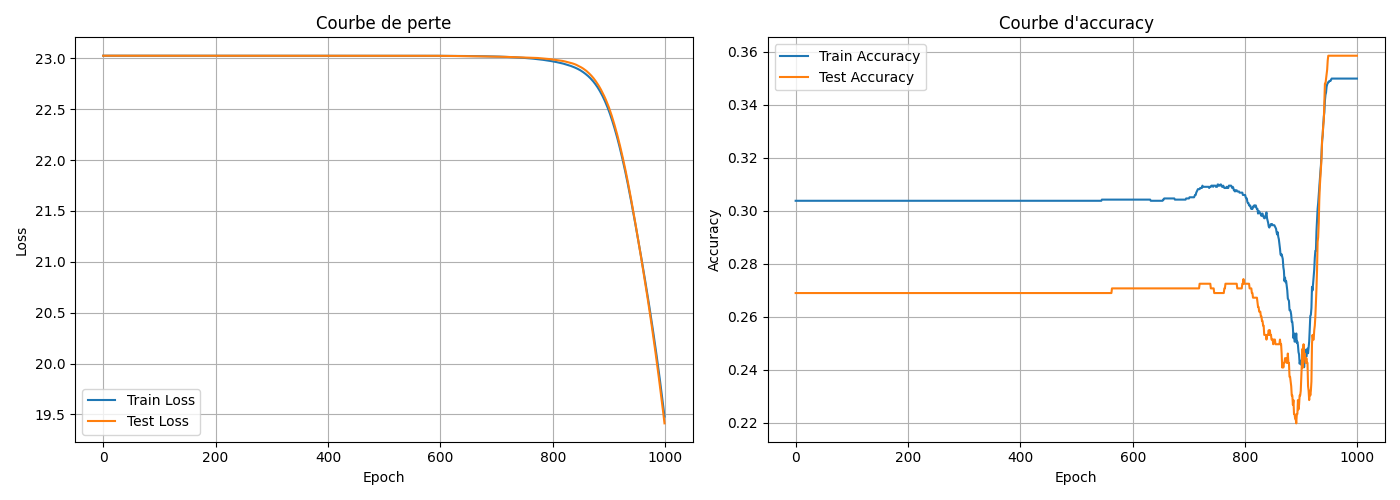 Courbe de perte
23.0
22.5
22.0
21.5
21.0
20.5
20.0
19.5
Loss
Train Loss
Test Loss
0 200 400 600 800 1000
Epoch
Courbe d'accuracy
0.36
0.34
0.32
0.30
0.28
0.26
0.24
0.22
Accuracy
Train Accuracy
Test Accuracy
0 200 400 600 800 1000
Epoch